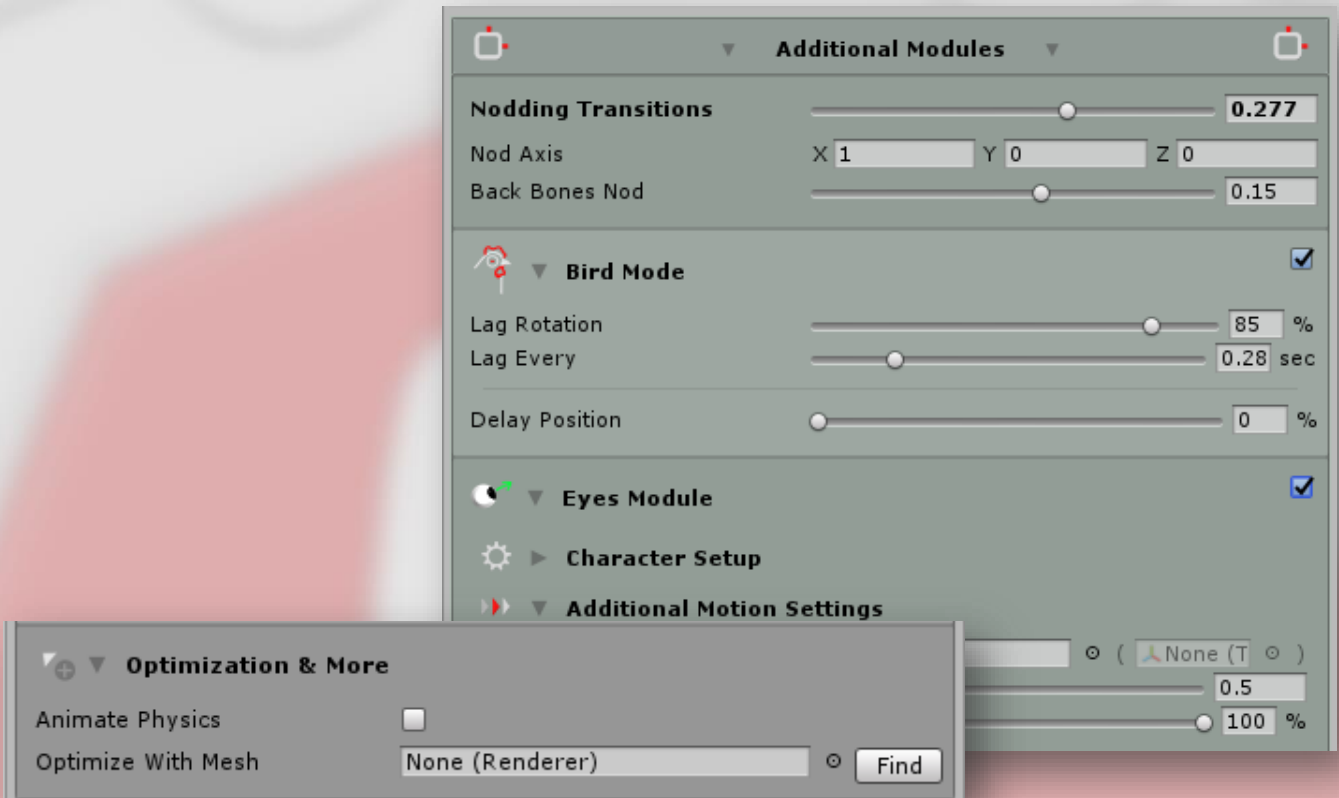 Additional Modules
Nodding Transitions 0.277
Nod Axis X 1 Y 0 Z 0
Back Bones Nod 0.15
Bird Mode
Lag Rotation 85 %
Lag Every 0.28 sec
Delay Position 0 %
Eyes Module
Character Setup
Additional Motion Settings
( None (T )
0.5
100 %
Optimization & More
Animate Physics
Optimize With Mesh None (Renderer) Find